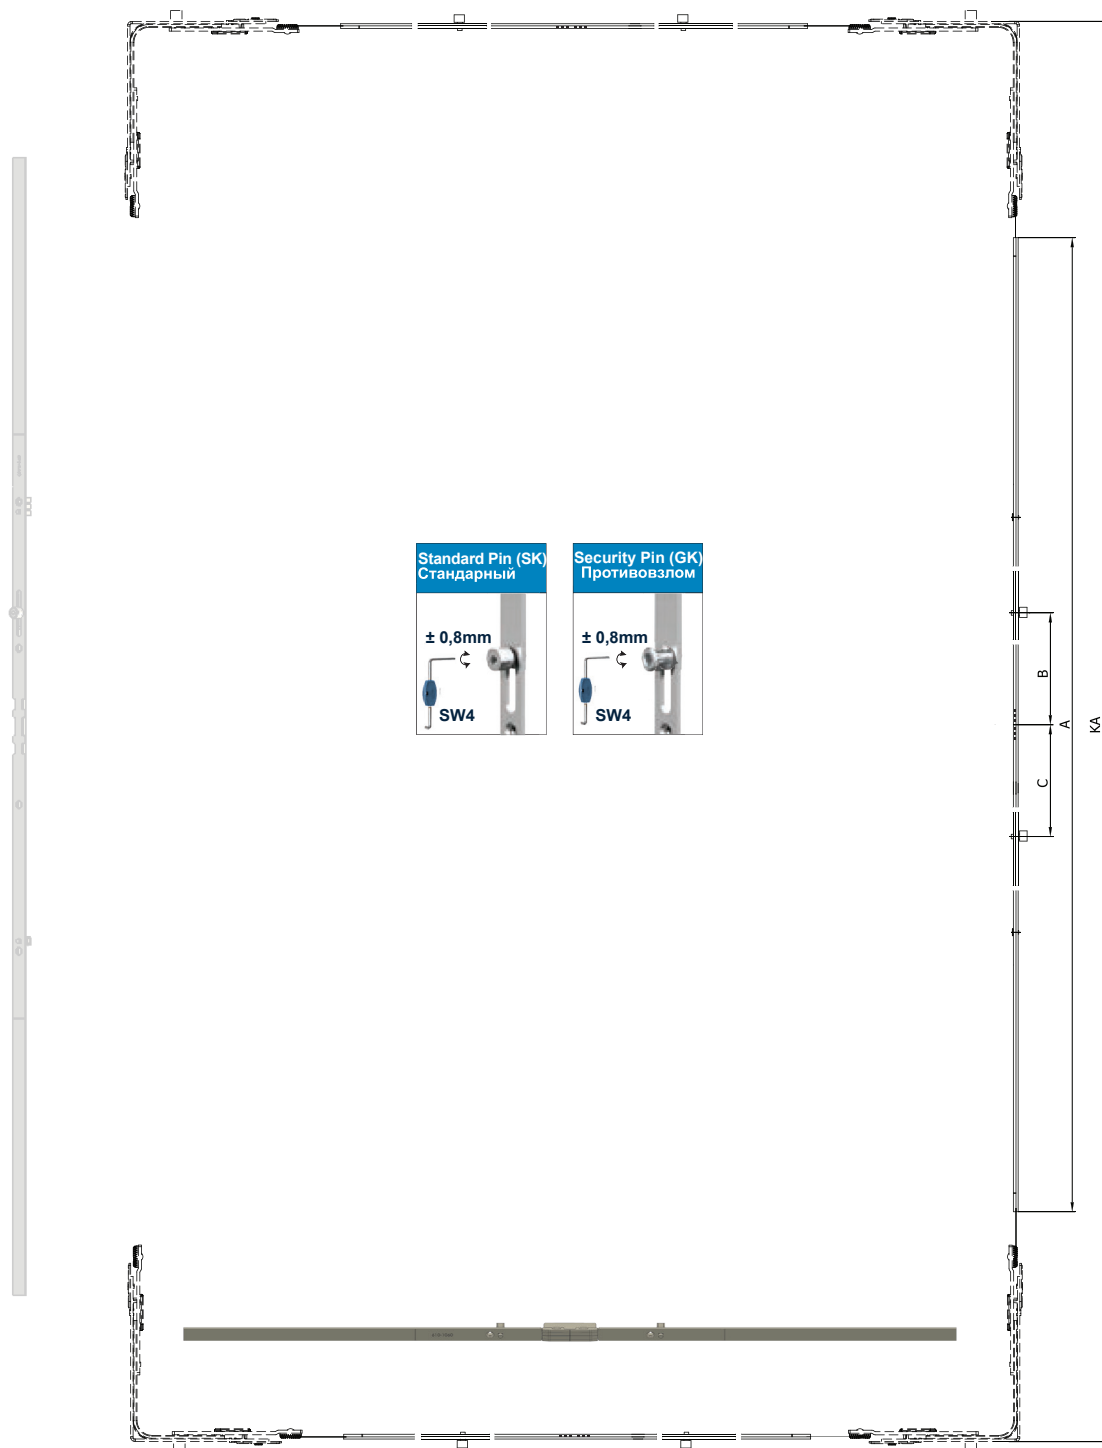 Standard Pin (SK)
Стандарный
± 0,8mm
SW4
Security Pin (GK)
Противовзлом
± 0,8mm
SW4
B
A
KA
C